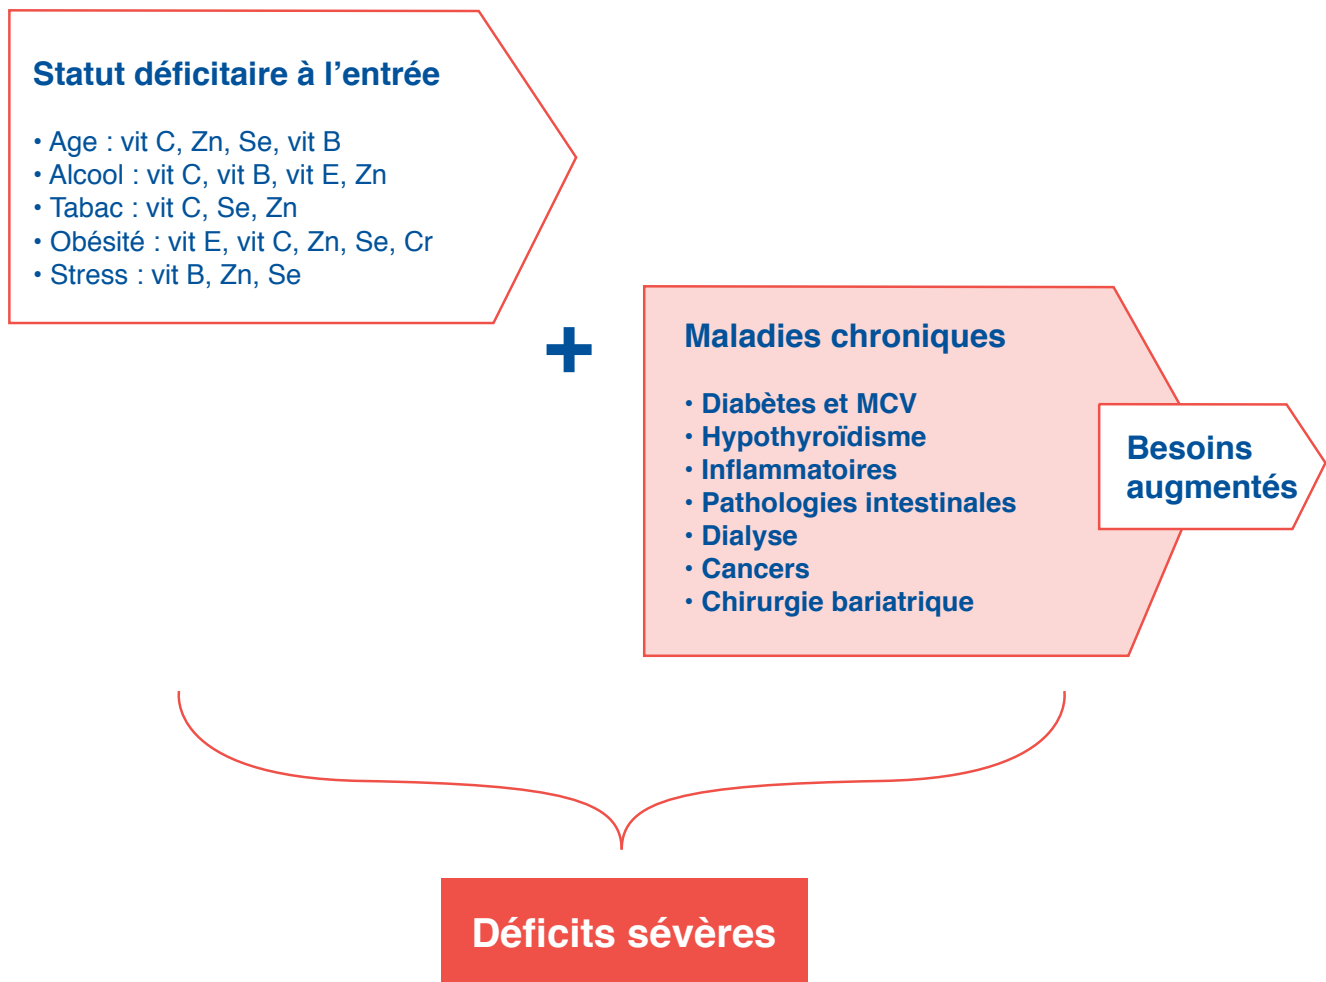 Statut déficitaire à l’entrée
• Age : vit C, Zn, Se, vit B
• Alcool : vit C, vit B, vit E, Zn
• Tabac : vit C, Se, Zn
• Obésité : vit E, vit C, Zn, Se, Cr
• Stress : vit B, Zn, Se
+
Maladies chroniques
• Diabètes et MCV
• Hypothyroïdisme
• Inflammatoires
• Pathologies intestinales
• Dialyse
• Cancers
• Chirurgie bariatrique
Besoins
augmentés
Déficits sévères